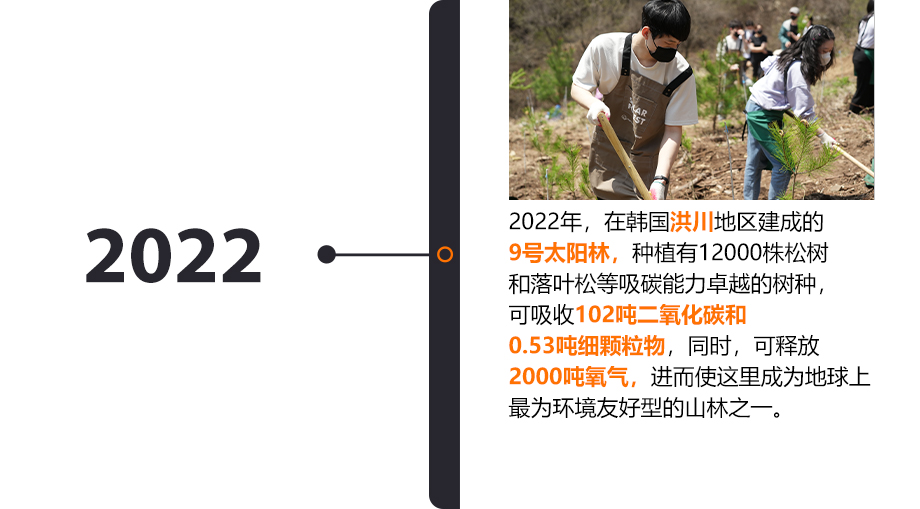 2022
2022年，在韩国洪川地区建成的
9号太阳林，种植有12000株松树
和落叶松等吸碳能力卓越的树种，
可吸收102吨二氧化碳和
0.53吨细颗粒物，同时，可释放
2000吨氧气，进而使这里成为地球上
最为环境友好型的山林之一。